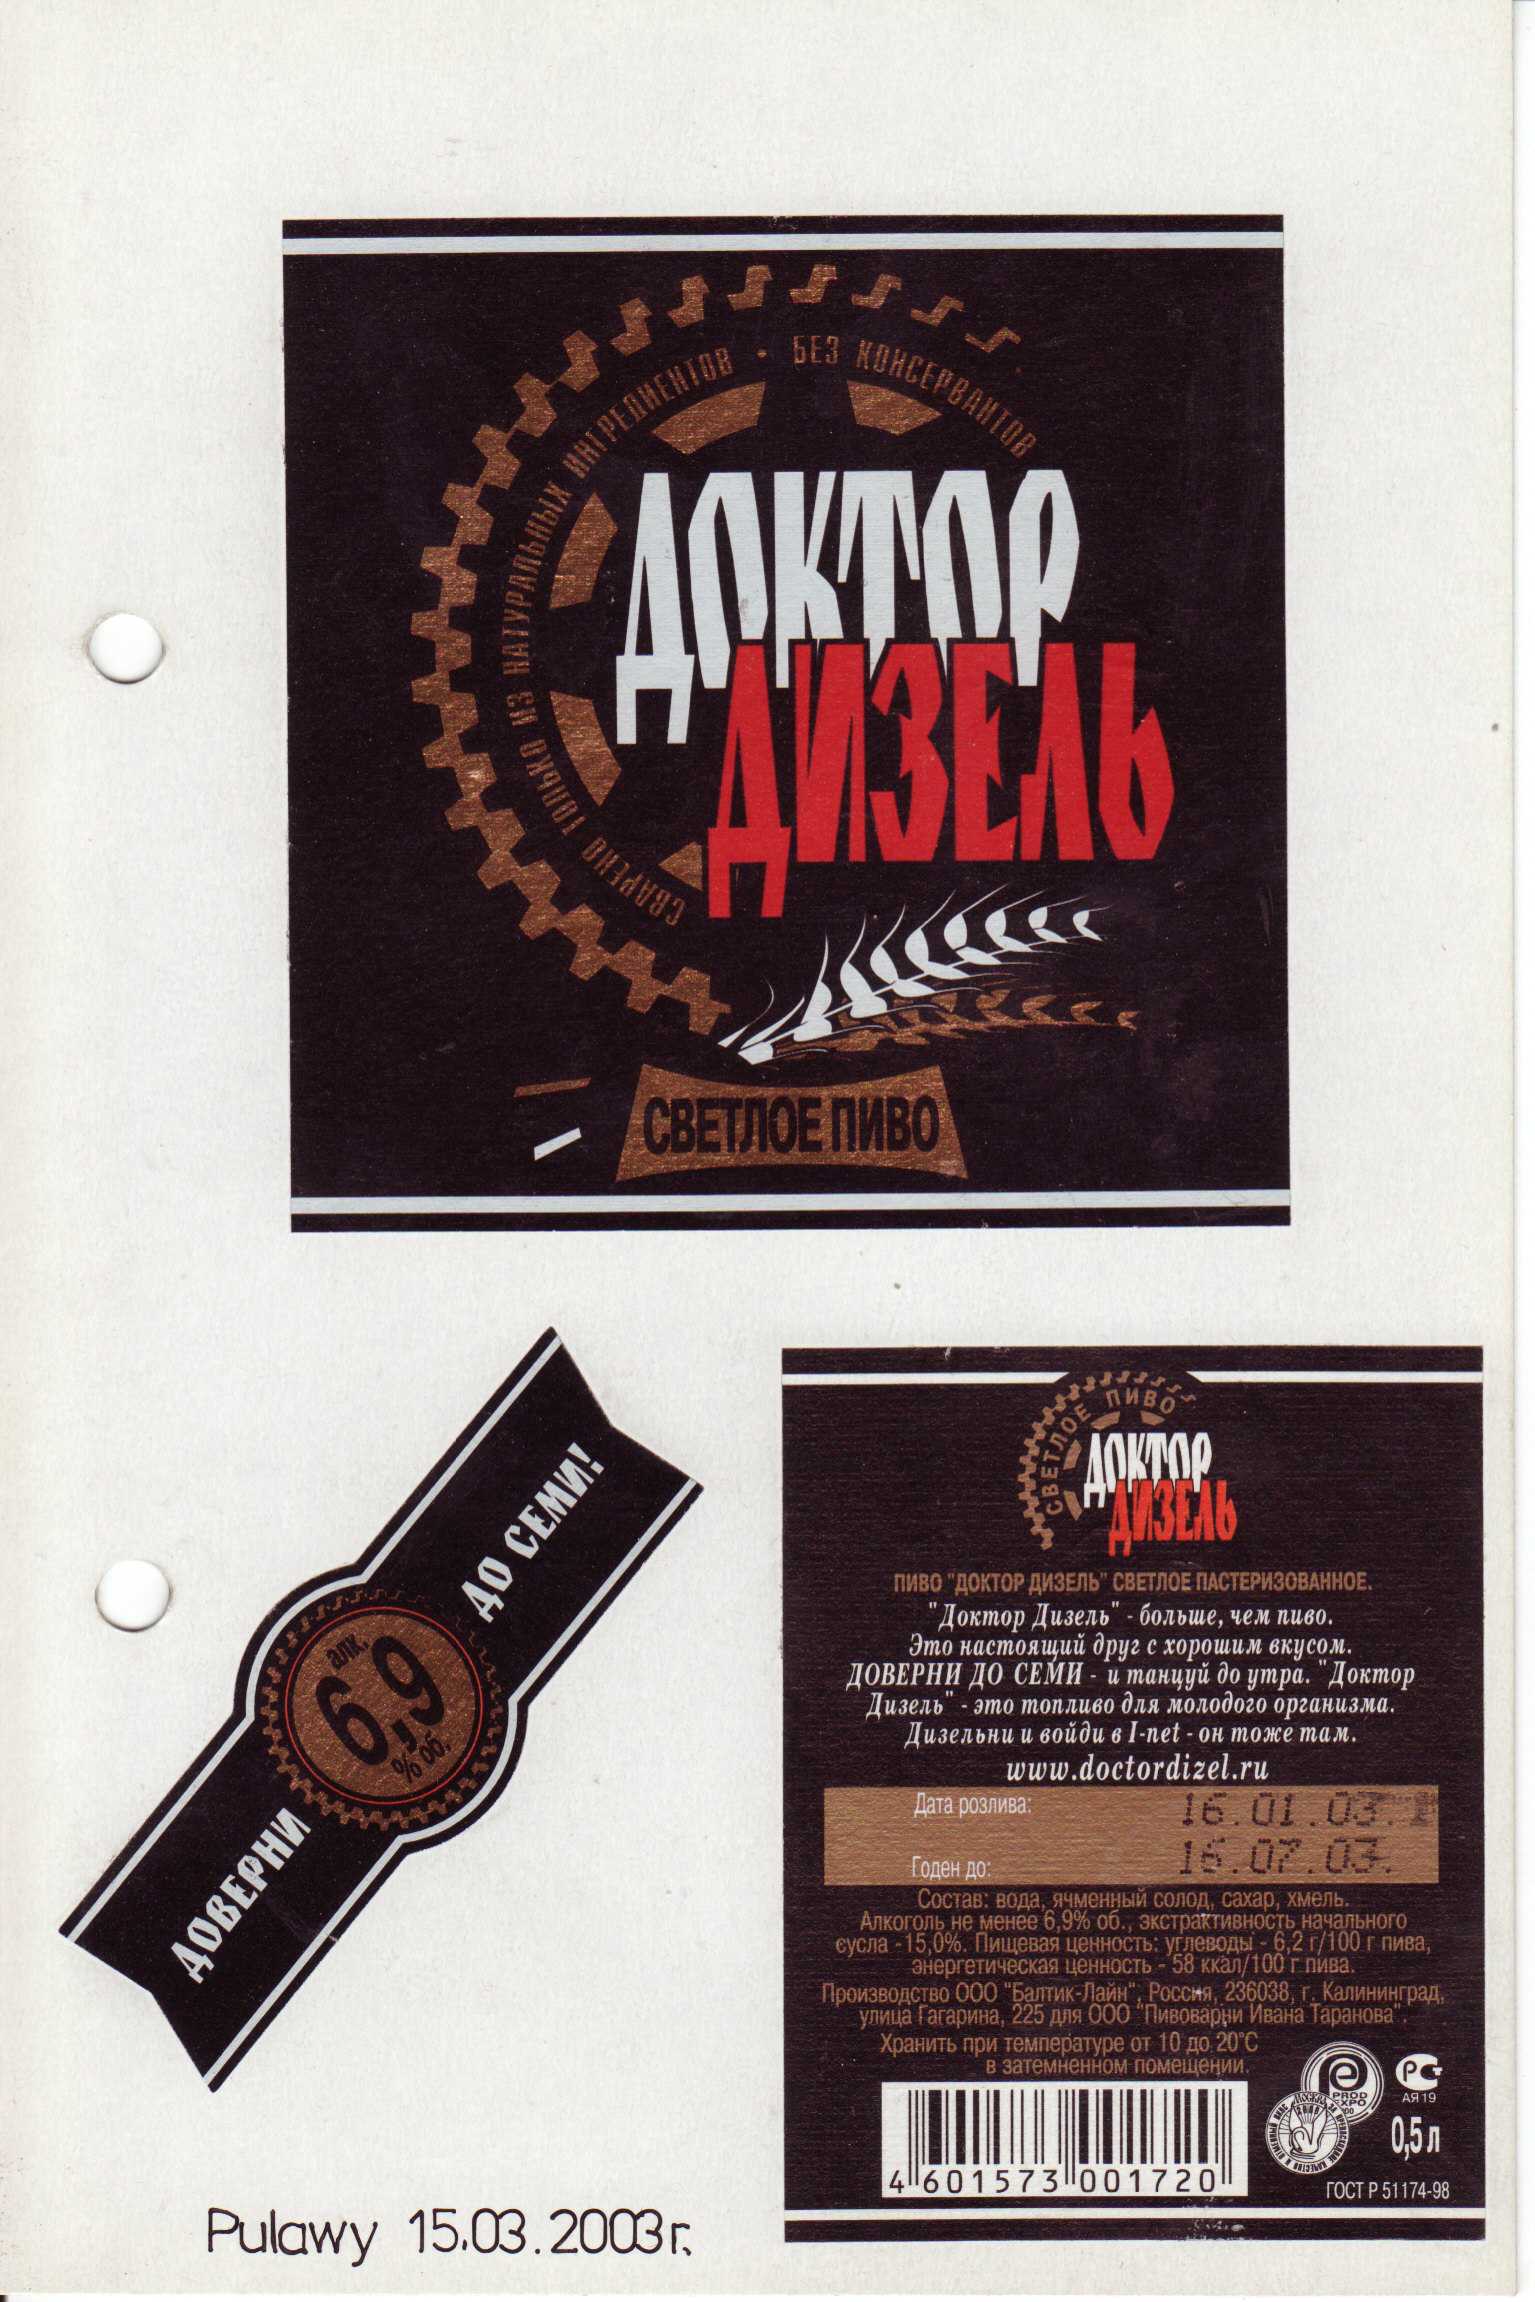 СВАРЕНО ТОЛЬКО ИЗ НАТУРАЛЬНЫХ ИНГРЕДИЕНТОВ • БЕЗ КОНСЕРВАНТОВ
ДОКТОР
ДИЗЕЛЬ
СВЕТЛОЕ ПИВО
ДОВЕРНИ
алк.
6,9
% об.
ДО СЕМИ!
СВЕТЛОЕ ПИВО
ДОКТОР
ДИЗЕЛЬ
ПИВО "ДОКТОР ДИЗЕЛЬ" СВЕТЛОЕ ПАСТЕРИЗОВАННОЕ.
"Доктор Дизель" - больше, чем пиво.
Это настоящий друг с хорошим вкусом.
ДОВЕРНИ ДО СЕМИ - и танцуй до утра. "Доктор
Дизель" - это топливо для молодого организма.
Дизельни и войди в I-net - он тоже там.
www.doctordizel.ru
Дата розлива: 16.01.03.
Годен до: 16.07.03.
Состав: вода, ячменный солод, сахар, хмель.
Алкоголь не менее 6,9% об., экстрактивность начального
сусла -15,0%. Пищевая ценность: углеводы - 6,2 г/100 г пива,
энергетическая ценность - 58 ккал/100 г пива.
Производство ООО "Балтик-Лайн", Россия, 236038, г. Калининград,
улица Гагарина, 225 для ООО "Пивоварни Ивана Таранова".
Хранить при температуре от 10 до 20°С
в затемненном помещении.
PROD
EXPO
РСТ
АЯ19
0,5 л
4 601573 001720
ГОСТ Р 51174-98
Pulawy 15.03.2003r.